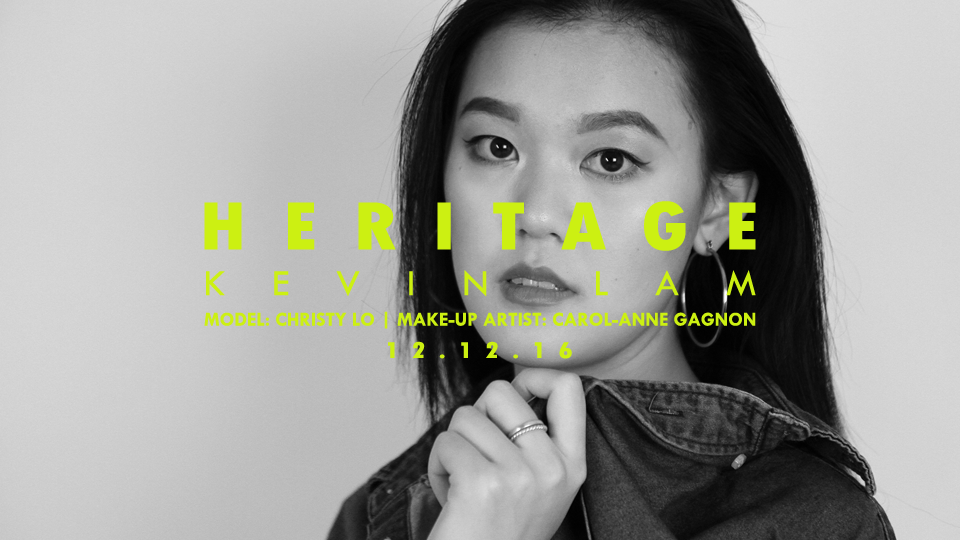 HERITAGE
KEVIN LAM
MODEL: CHRISTY LO | MAKE-UP ARTIST: CAROL-ANNE GAGNON
12.12.16